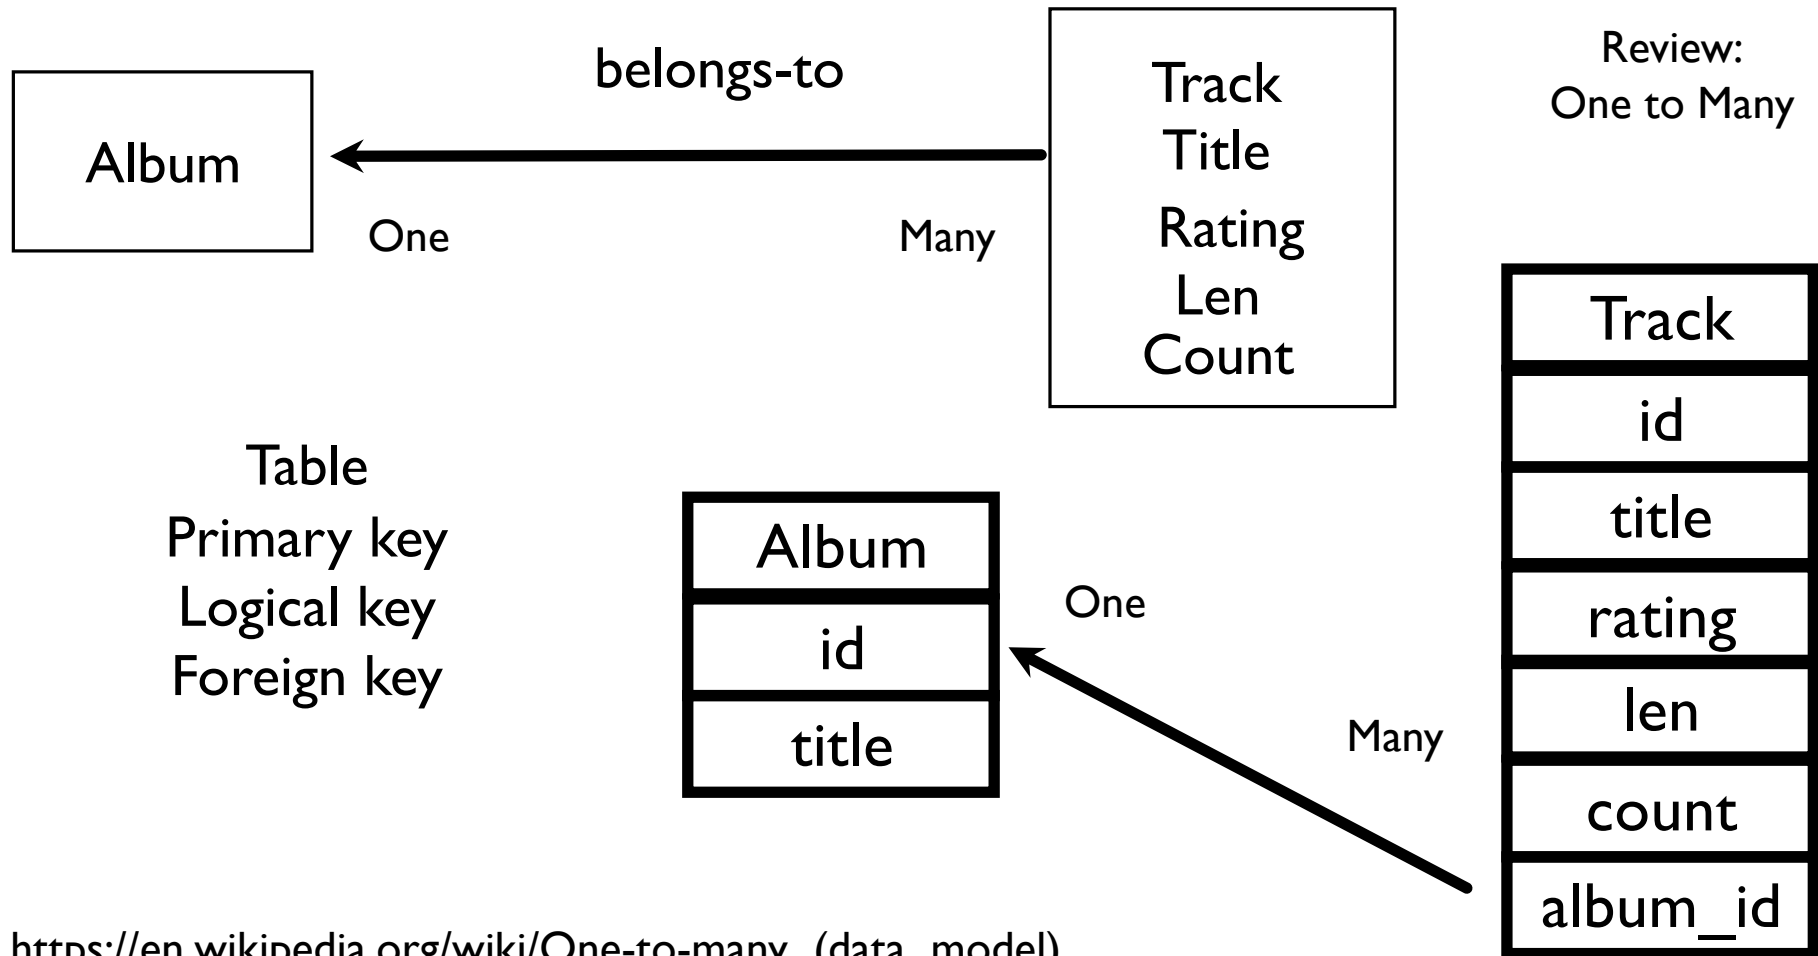 Review:
One to Many
belongs-to
Album
One
Many
Track
Title
Rating
Len
Count
Table
Primary key
Logical key
Foreign key
Album
id
title
One
Many
Track
id
title
rating
len
count
album_id
https://en.wikipedia.org/wiki/One-to-many_(data_model)